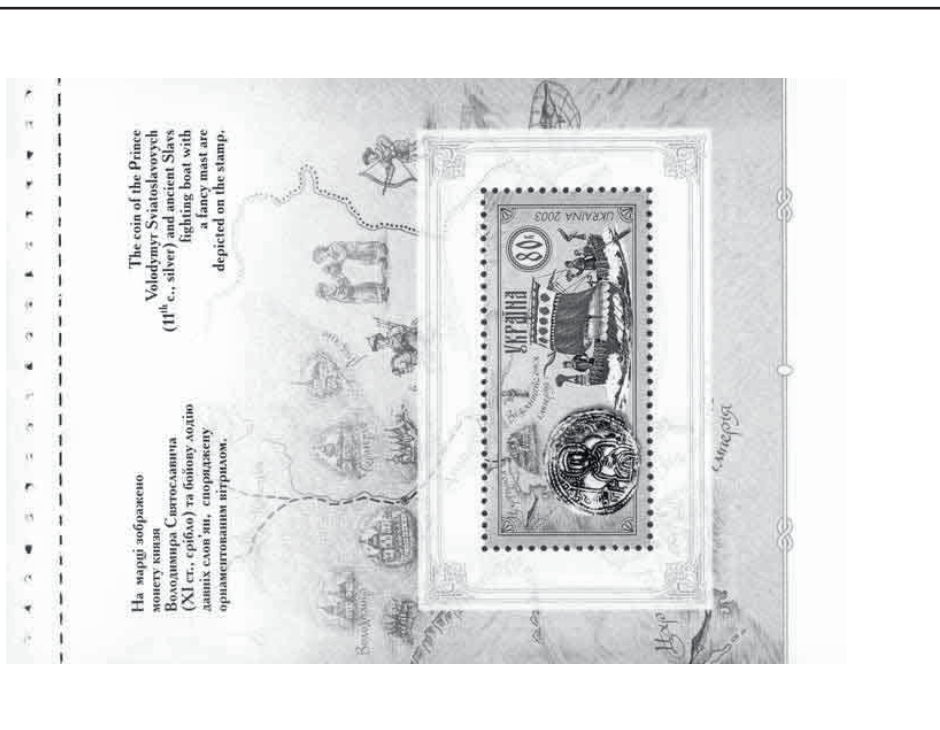 The coin of the Prince
Volodymyr Sviatoslavovych
(11th c., silver) and ancient Slavs
fighting boat with
a fancy mast are
depicted on the stamp.
На марці зображено
монету князя
Володимира Святославича
(ХІ ст., срібло) та бойову лодію
давніх слов'ян, споряджену
орнаментованим вітрилом.
UKRAINA 2003
80
УКРАЇНА